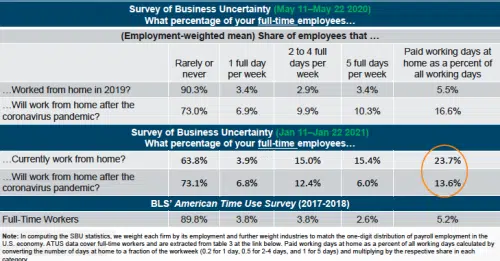 Survey of Business Uncertainty (May 11–May 22 2020)
What percentage of your full-time employees…
(Employment-weighted mean) Share of employees that …
Rarely or never 1 full day per week 2 to 4 full days per week 5 full days per week Paid working days at home as a percent of all working days
…Worked from home in 2019? 90.3% 3.4% 2.9% 3.4% 5.5%
…Will work from home after the coronavirus pandemic? 73.0% 6.9% 9.9% 10.3% 16.6%
Survey of Business Uncertainty (Jan 11–Jan 22 2021)
What percentage of your full-time employees…
…Currently work from home? 63.8% 3.9% 15.0% 15.4% 23.7%
…Will work from home after the coronavirus pandemic? 73.1% 6.8% 12.4% 6.0% 13.6%
BLS' American Time Use Survey (2017-2018)
Full-Time Workers 89.8% 3.8% 3.8% 2.6% 5.2%
Note: In computing the SBU statistics, we weight each firm by its employment and further weight industries to match the one-digit distribution of payroll employment in the
U.S. economy. ATUS data cover full-time workers and are extracted from table 3 at the link below. Paid working days at home as a percent of all working days calculated by
converting the number of days at home to a fraction of the workweek (0.2 for 1 day, 0.5 for 2-4 days, and 1 for 5 days) and multiplying by the respective share in each
category.